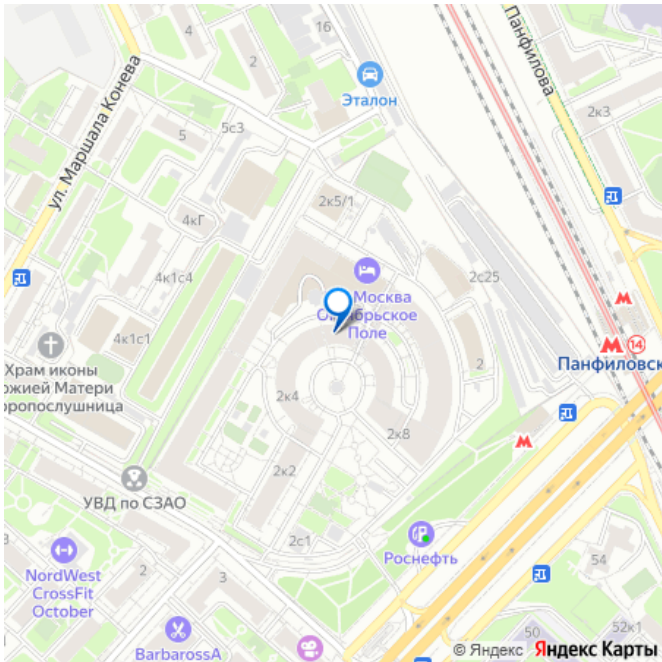 16
4
2
Эталон
Панфилова
2к3
ул. Маршала Конева
5
5с3
2к5/1
4кГ
4к1с4
2с25
Москва
Октябрьское
Поле
14
Панфиловск
4к1с1
Храм иконы
ожией Матери
оропослушница
2
2к4
2к8
2к2
УВД по СЗАО
2с1
Роснефть
NordWest
CrossFit
October
2
3
54
BarbarossA
50
52к1
© Яндекс Яндекс Карты